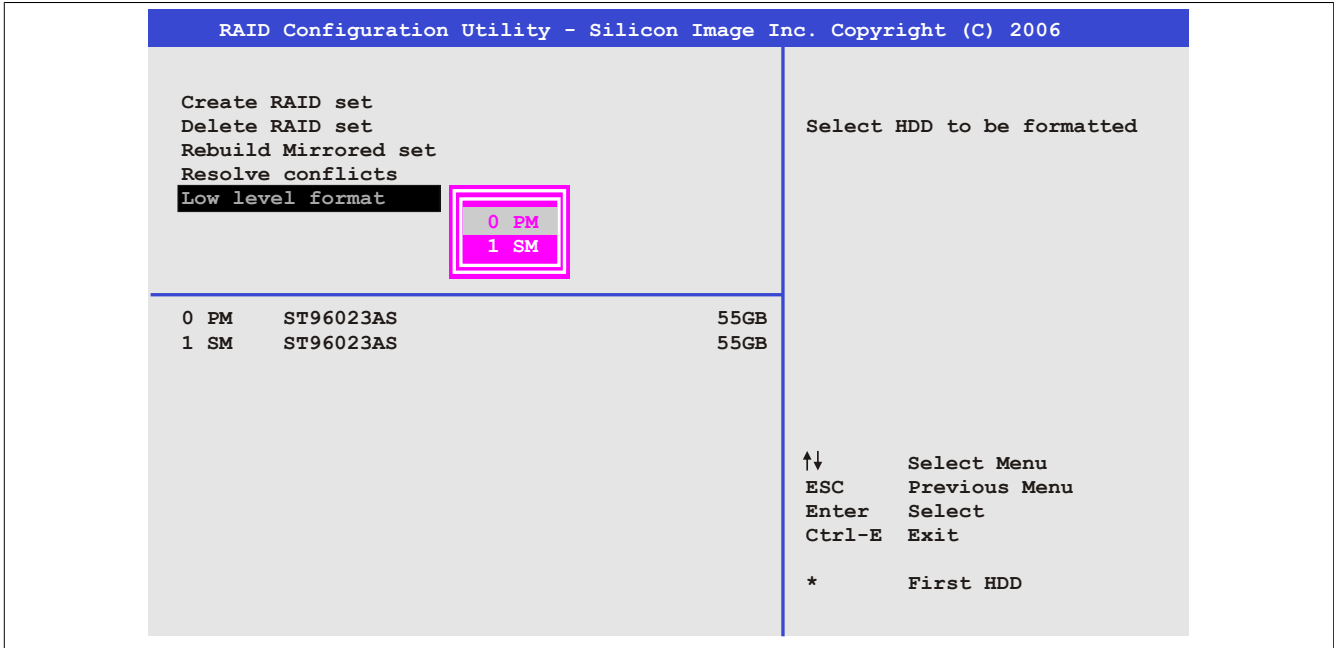 RAID Configuration Utility - Silicon Image Inc. Copyright (C) 2006
Create RAID set
Delete RAID set
Rebuild Mirrored set
Resolve conflicts
Low level format
0 PM
1 SM
Select HDD to be formatted
0 PM ST96023AS 55GB
1 SM ST96023AS 55GB
↑↓ Select Menu
ESC Previous Menu
Enter Select
Ctrl-E Exit
* First HDD